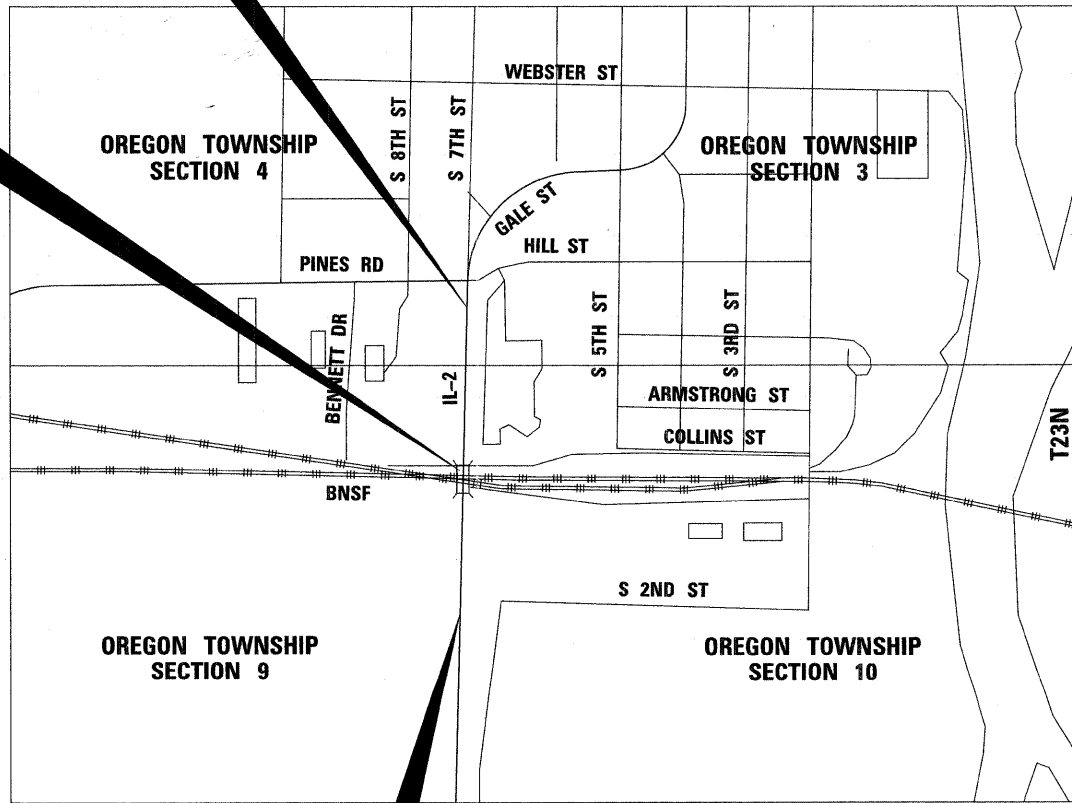 WEBSTER ST
S 8TH ST
S 7TH ST
OREGON TOWNSHIP
SECTION 4
OREGON TOWNSHIP
SECTION 3
GALE ST
HILL ST
PINES RD
BENNETT DR
IL-2
S 5TH ST
S 3RD ST
ARMSTRONG ST
COLLINS ST
T23N
BNSF
S 2ND ST
OREGON TOWNSHIP
SECTION 9
OREGON TOWNSHIP
SECTION 10